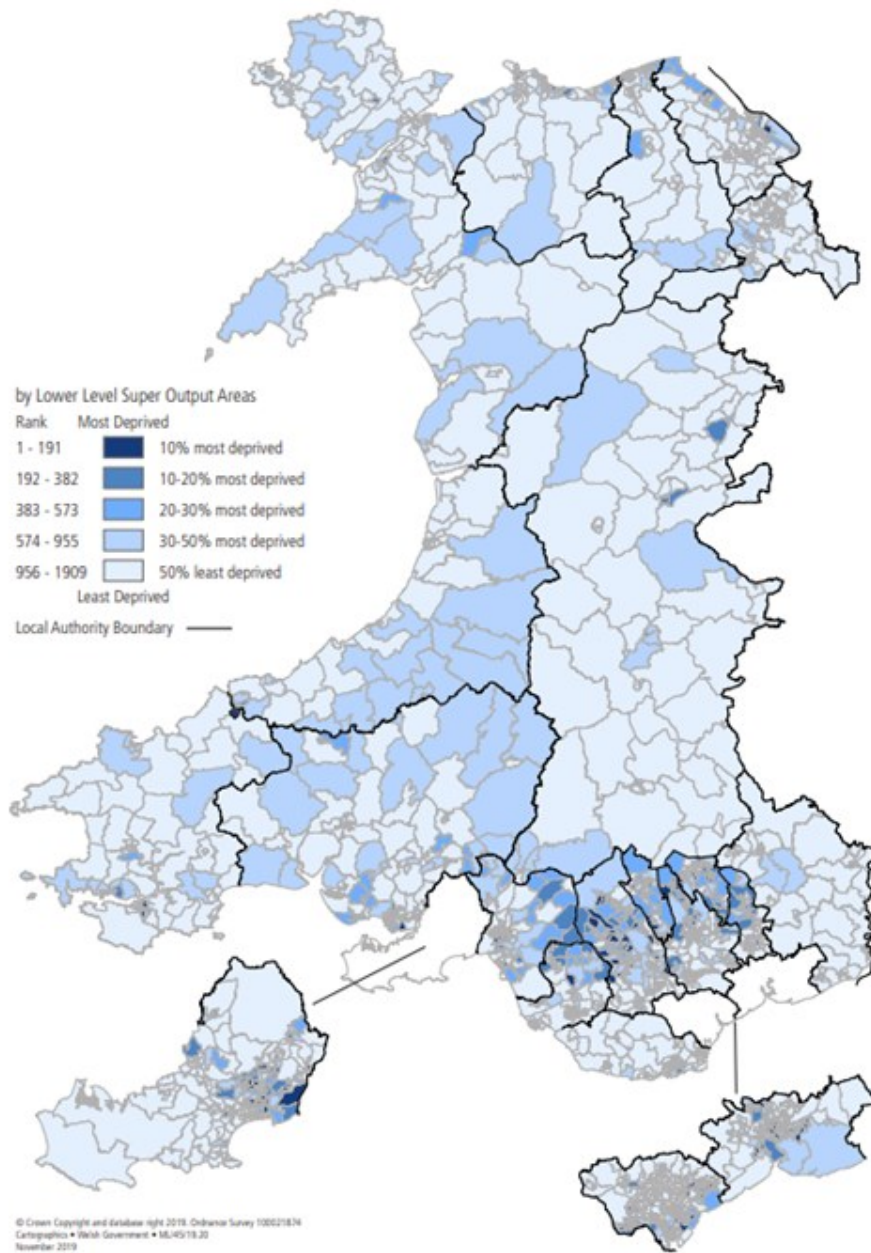 by Lower Level Super Output Areas
Rank Most Deprived
1 - 191 10% most deprived
192 - 382 10-20% most deprived
383 - 573 20-30% most deprived
574 - 955 30-50% most deprived
956 - 1909 50% least deprived
Least Deprived
Local Authority Boundary
© Crown Copyright and database right 2019. Ordnance Survey 100021874
Cartographics • Welsh Government • ML/45/19.20
November 2019